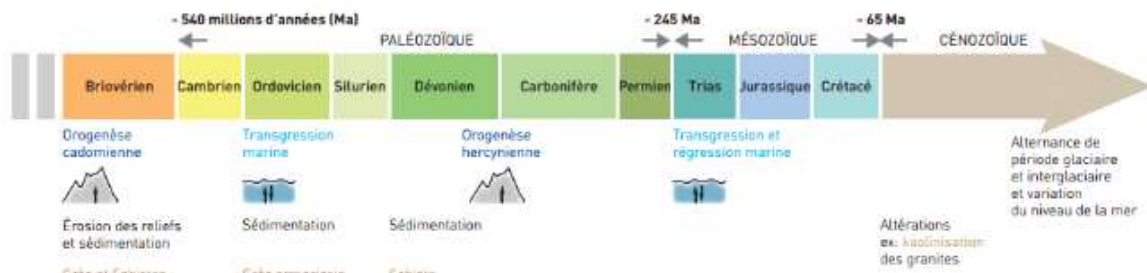 - 540 millions d'années (Ma)
- 245 Ma
- 65 Ma
PALÉOZOÏQUE
MÉSOZOÏQUE
CÉNOZOÏQUE
Briovérien
Cambrien
Ordovicien
Silurien
Dévonien
Carbonifère
Permien
Trias
Jurassique
Crétacé
Orogenèse
cadomienne
Transgression
marine
Orogenèse
hercynienne
Transgression et
régression marine
Alternance de
période glaciaire
et interglaciaire
et variation
du niveau de la mer
Érosion des reliefs
et sédimentation
Sédimentation
Sédimentation
Altérations
ex: kaolinisation
des granites